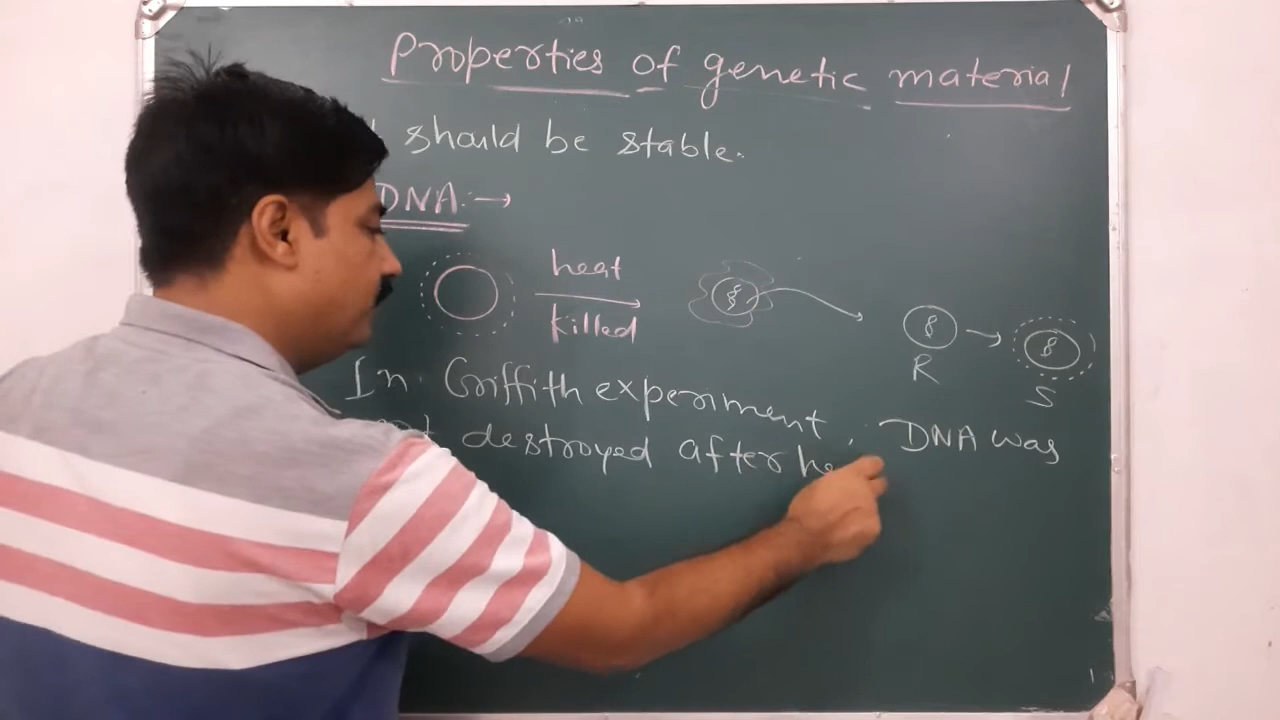 Properties of genetic material
should be stable.
DNA :→
heat
killed
R
S
In Griffith experiment, DNA was
destroyed after